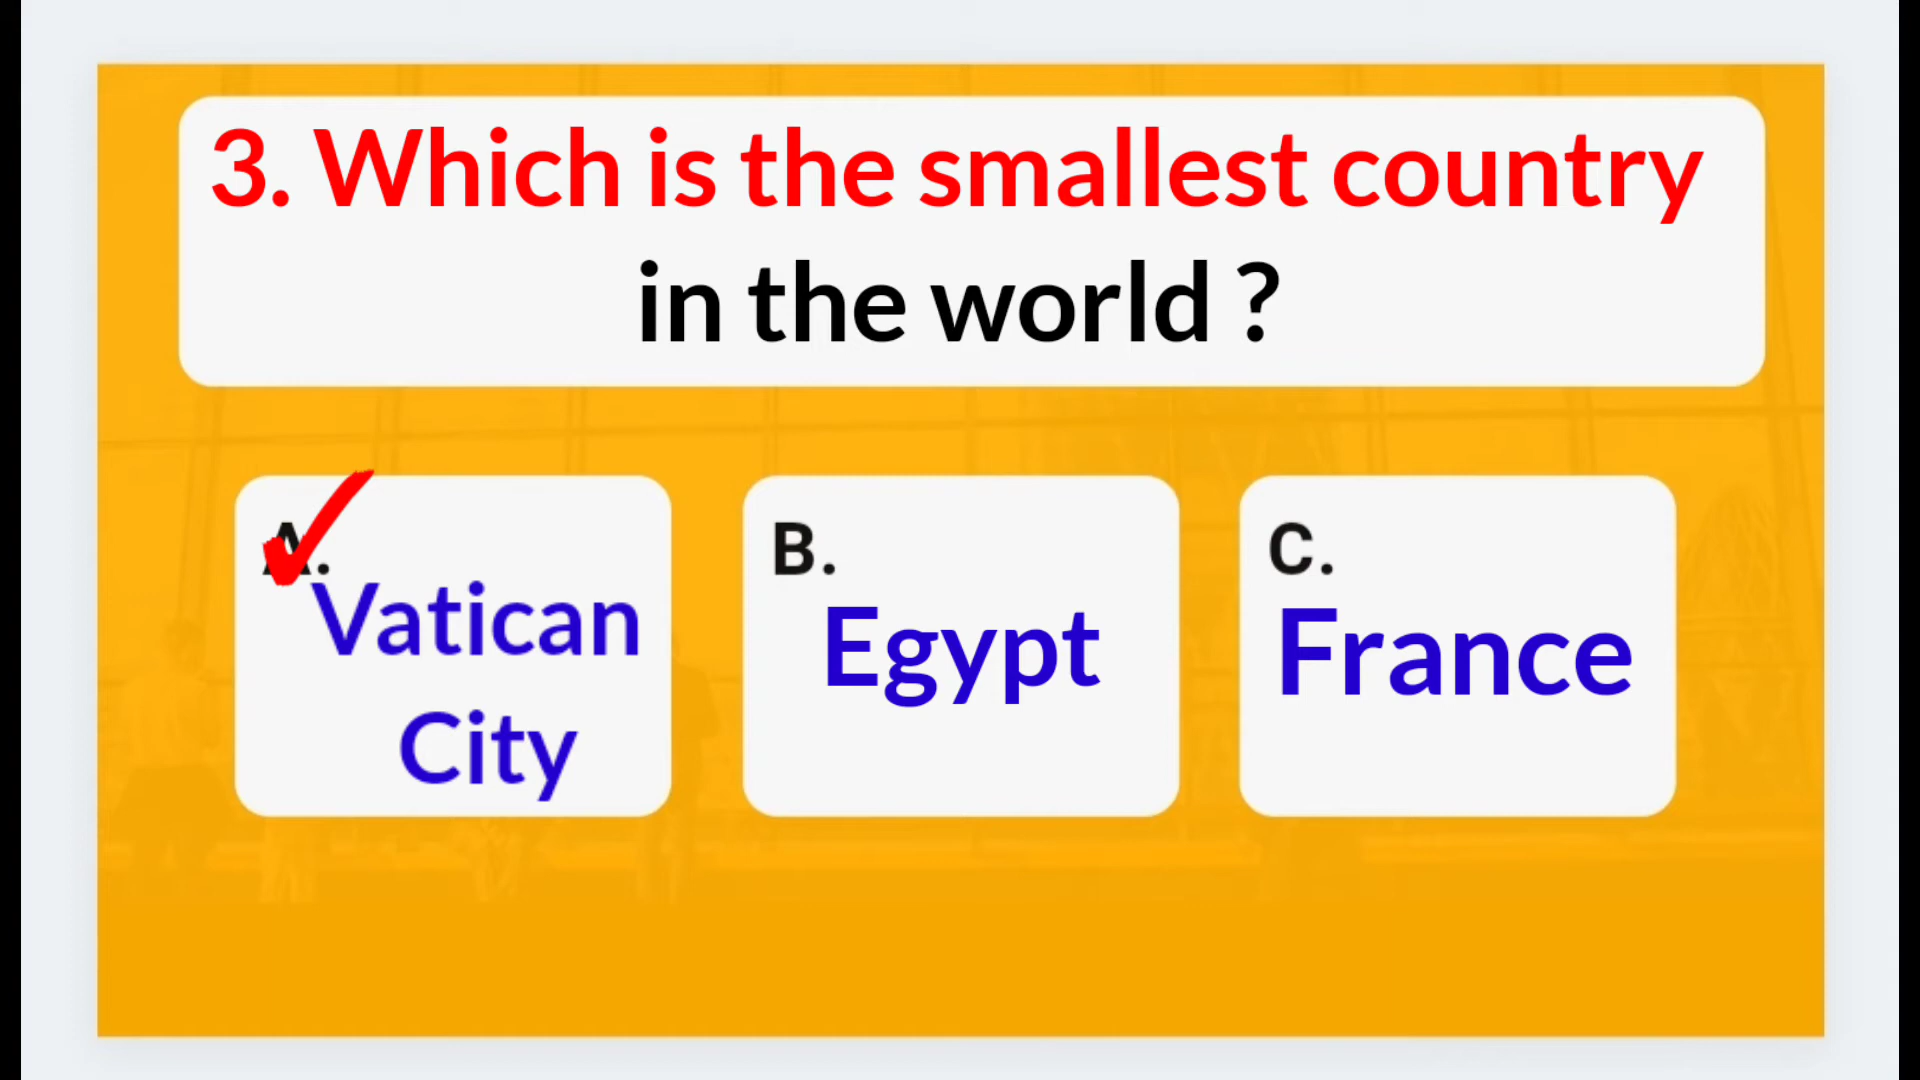 3. Which is the smallest country
in the world ?
A.
Vatican
City
B.
Egypt
C.
France